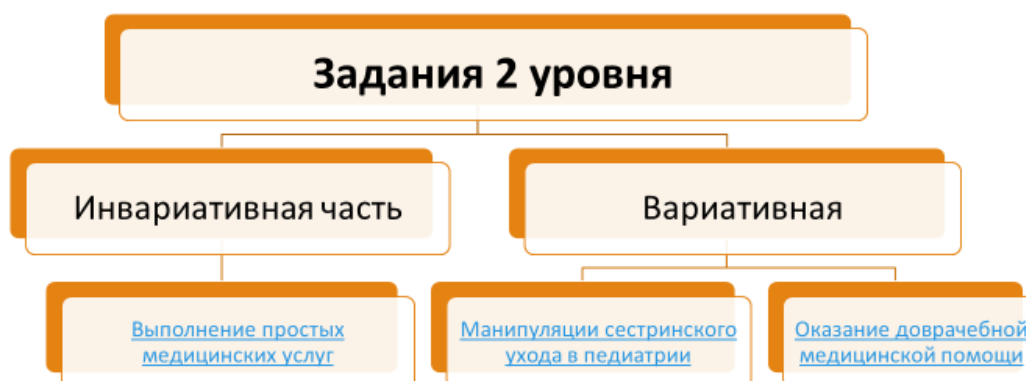 Задания 2 уровня
Инвариативная часть
Вариативная
Выполнение простых
медицинских услуг
Манипуляции сестринского
ухода в педиатрии
Оказание доврачебной
медицинской помощи